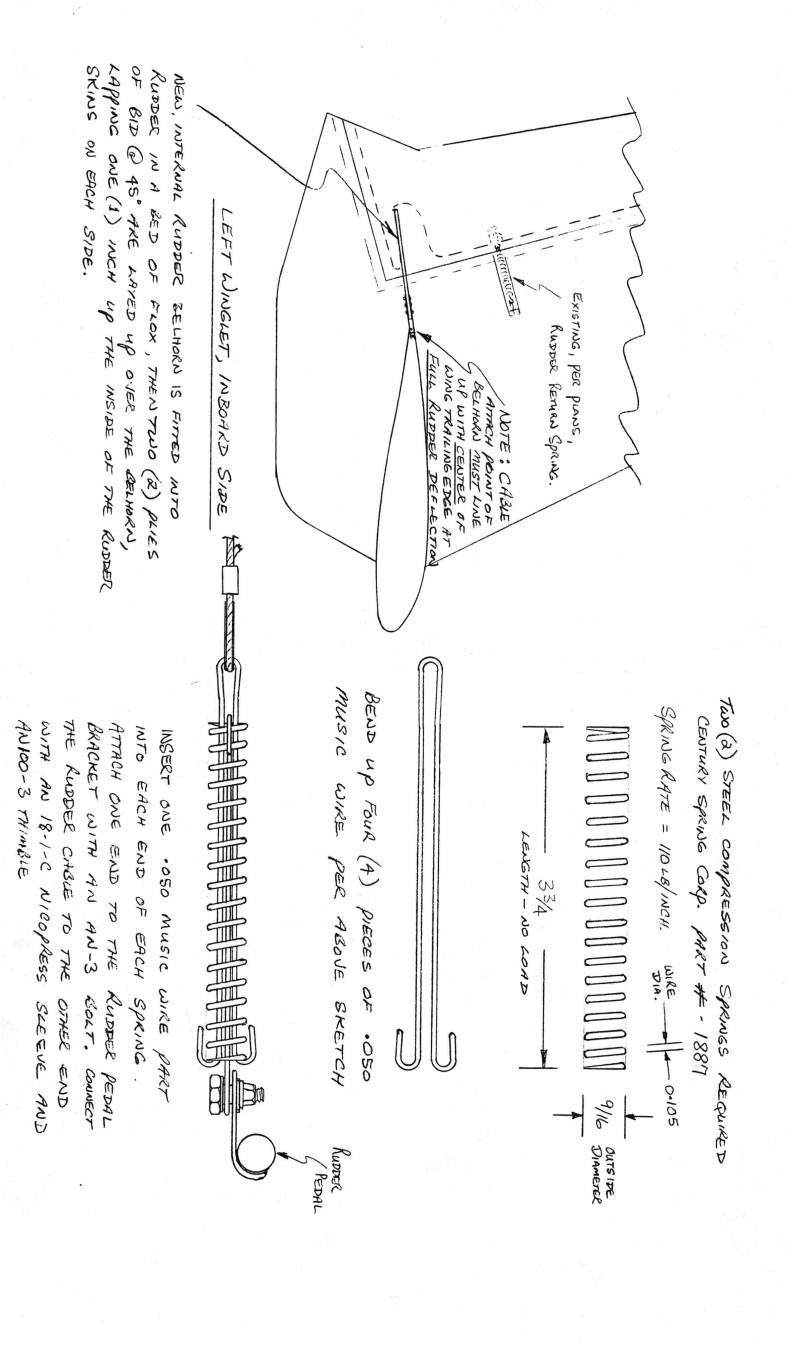 EXISTING, PER PLANS,
RUDDER RETURN SPRING.
NOTE: CABLE
ATTACH POINT OF
BELHORN MUST LINE
UP WITH CENTER OF
WING TRAILING EDGE AT
FULL RUDDER DEFLECTION
LEFT WINGLET, INBOARD SIDE
NEW, INTERNAL RUDDER BELHORN IS FITTED INTO
RUDDER IN A BED OF FLOX, THEN TWO (2) PLIES
OF BID @ 45° ARE LAYED UP OVER THE BELHORN,
LAPPING ONE (1) INCH UP THE INSIDE OF THE RUDDER
SKINS ON EACH SIDE.
TWO (2) STEEL COMPRESSION SPRINGS REQUIRED
CENTURY SPRING CORP. PART # - 1887
SPRING RATE = 110 LB/INCH.
WIRE
DIA.
0.105
9/16
OUTSIDE
DIAMETER
3 3/4
LENGTH - NO LOAD
BEND UP FOUR (4) PIECES OF .050
MUSIC WIRE PER ABOVE SKETCH
RUDDER
PEDAL
INSERT ONE .050 MUSIC WIRE PART
INTO EACH END OF EACH SPRING.
ATTACH ONE END TO THE RUDDER PEDAL
BRACKET WITH AN AN-3 BOLT. CONNECT
THE RUDDER CABLE TO THE OTHER END
WITH AN 18-1-C NICOPRESS SLEEVE AND
AN100-3 THIMBLE